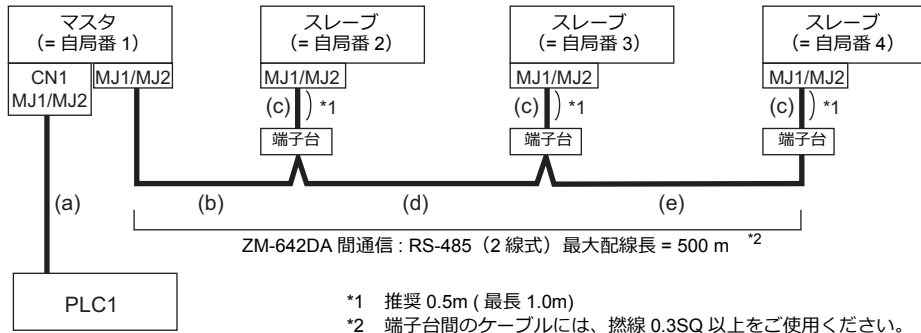 マスタ
(= 自局番 1)
スレーブ
(= 自局番 2)
スレーブ
(= 自局番 3)
スレーブ
(= 自局番 4)
CN1
MJ1/MJ2
MJ1/MJ2
MJ1/MJ2
MJ1/MJ2
MJ1/MJ2
(c)
*1
(c)
*1
(c)
*1
端子台
端子台
端子台
(a)
(b)
(d)
(e)
ZM-642DA 間通信 : RS-485（2 線式）最大配線長 = 500 m *2
PLC1
*1 推奨 0.5m ( 最長 1.0m)
*2 端子台間のケーブルには、撚線 0.3SQ 以上をご使用ください。